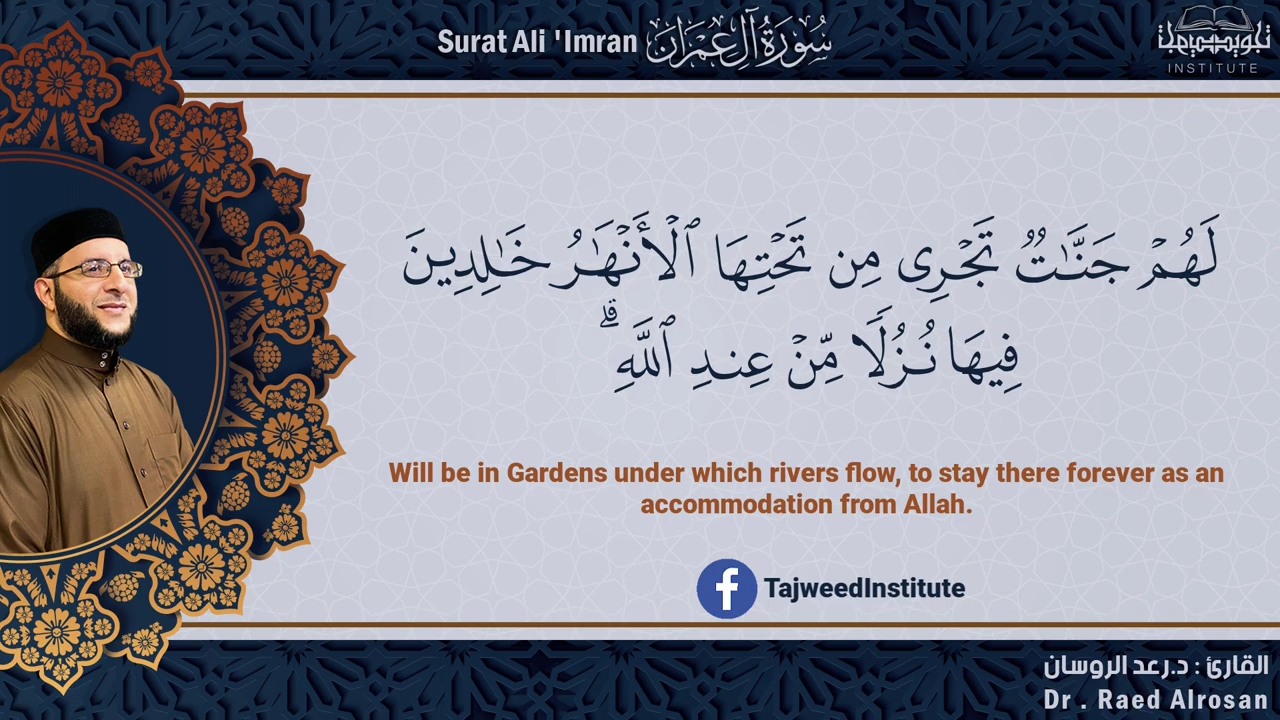 Surat Ali 'Imran سُورَةُ آلِ عِمْرَانَ
INSTITUTE
لَهُمْ جَنَّـٰتٌ تَجْرِى مِن تَحْتِهَا ٱلْأَنْهَـٰرُ خَـٰلِدِينَ
فِيهَا نُزُلًا مِّنْ عِندِ ٱللَّهِ ۗ
Will be in Gardens under which rivers flow, to stay there forever as an
accommodation from Allah.
TajweedInstitute
القارئ : د.رعد الروسان
Dr . Raed Alrosan